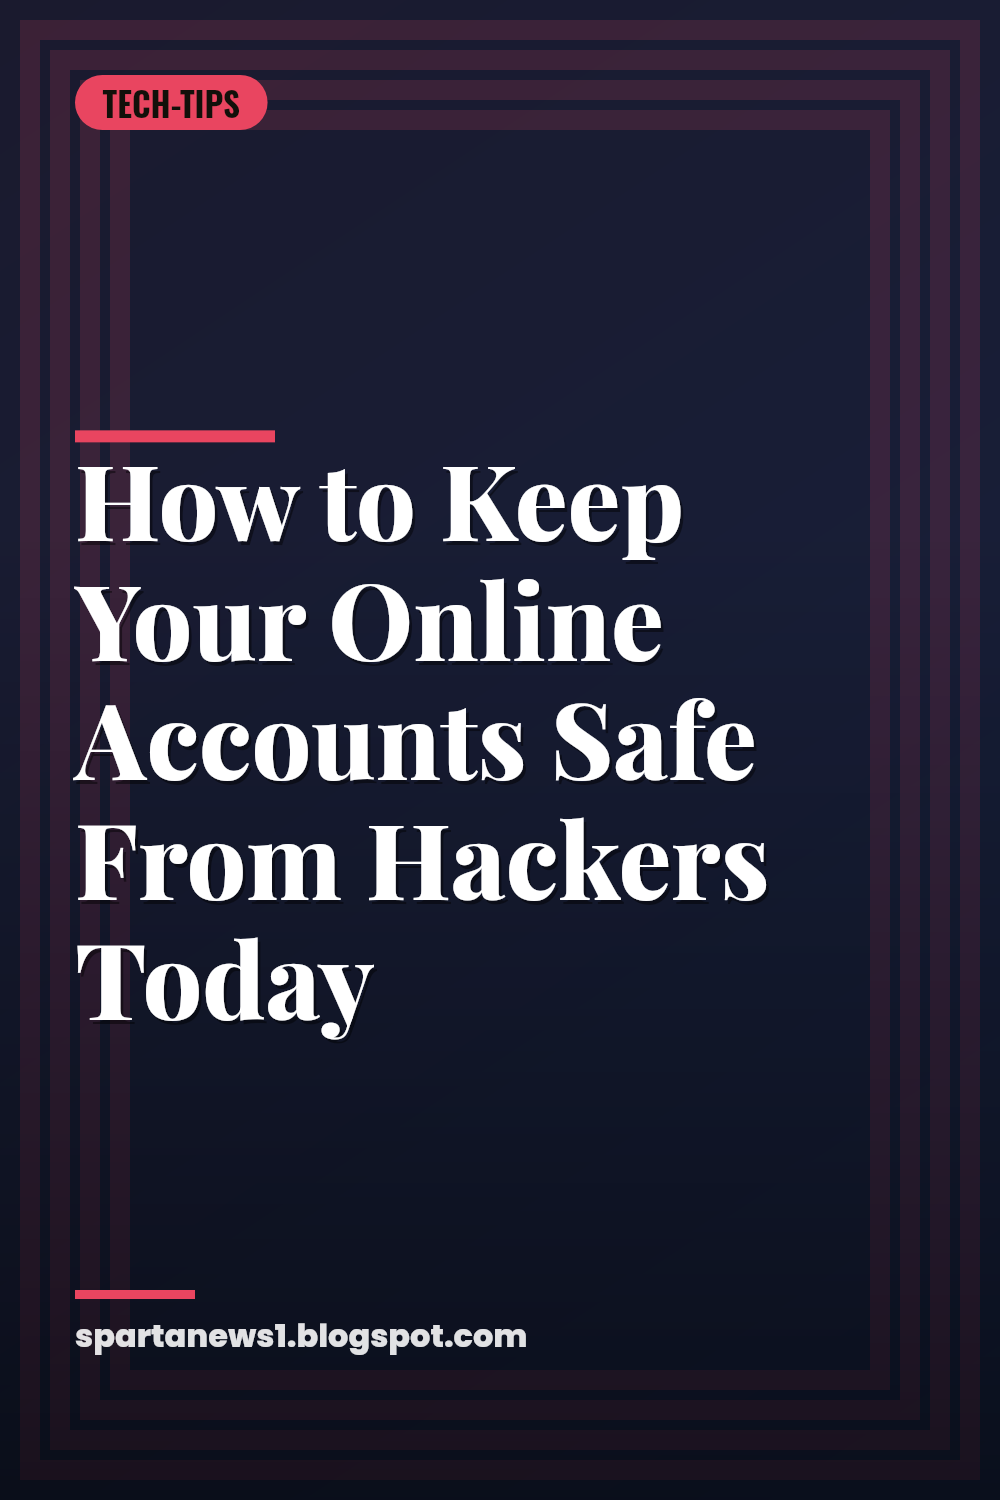 TECH-TIPS
How to Keep
Your Online
Accounts Safe
From Hackers
Today
spartanews1.blogspot.com